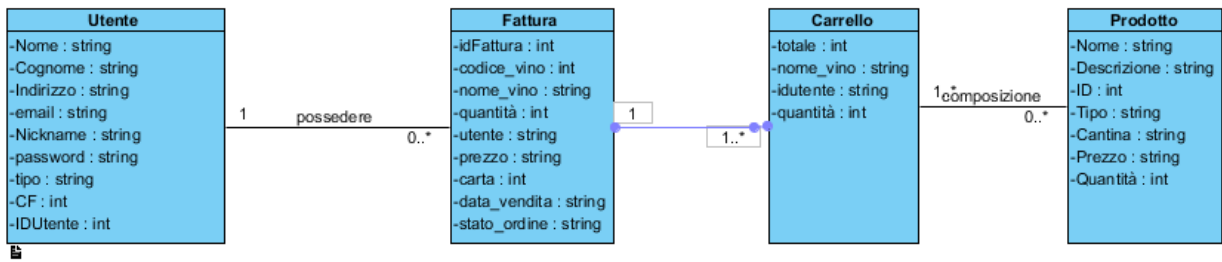 Utente
-Nome : string
-Cognome : string
-Indirizzo : string
-email : string
-Nickname : string
-password : string
-tipo : string
-CF : int
-IDUtente : int
1
possedere
0..*
Fattura
-idFattura : int
-codice_vino : int
-nome_vino : string
-quantità : int
-utente : string
-prezzo : string
-carta : int
-data_vendita : string
-stato_ordine : string
1
1..*
Carrello
-totale : int
-nome_vino : string
-idutente : string
-quantità : int
1..*
composizione
0..*
Prodotto
-Nome : string
-Descrizione : string
-ID : int
-Tipo : string
-Cantina : string
-Prezzo : string
-Quantità : int